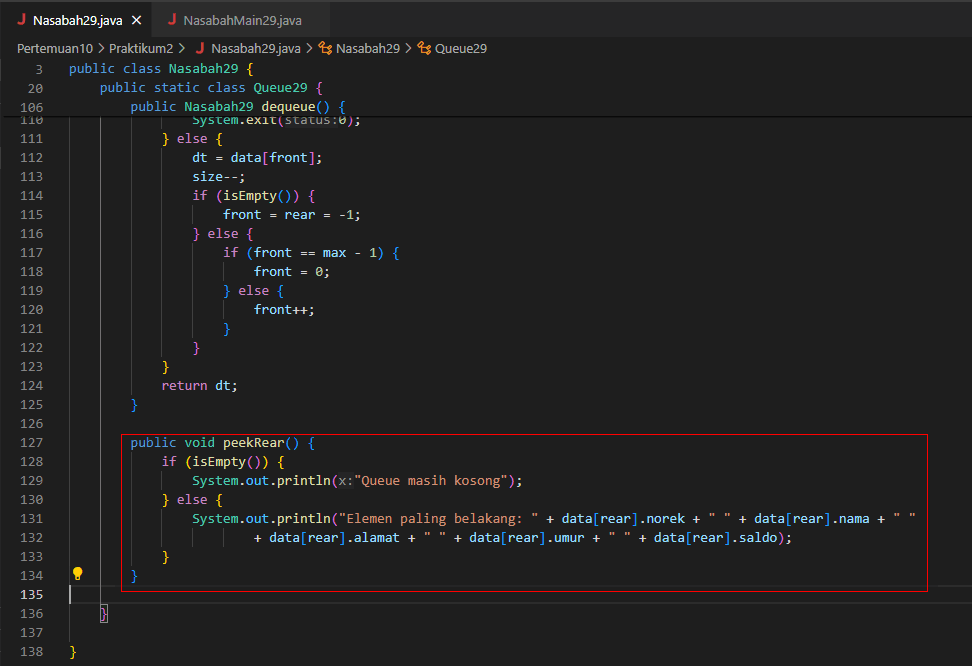 J Nasabah29.java × J NasabahMain29.java
Pertemuan10 > Praktikum2 > J Nasabah29.java > Nasabah29 > Queue29
3 public class Nasabah29 {
20 public static class Queue29 {
106 public Nasabah29 dequeue() {
110 System.exit(status:0);
111 } else {
112 dt = data[front];
113 size--;
114 if (isEmpty()) {
115 front = rear = -1;
116 } else {
117 if (front == max - 1) {
118 front = 0;
119 } else {
120 front++;
121 }
122 }
123 }
124 return dt;
125 }
126
127 public void peekRear() {
128 if (isEmpty()) {
129 System.out.println(x:"Queue masih kosong");
130 } else {
131 System.out.println("Elemen paling belakang: " + data[rear].norek + " " + data[rear].nama + " "
132 + data[rear].alamat + " " + data[rear].umur + " " + data[rear].saldo);
133 }
134 }
135
136 }
137
138 }